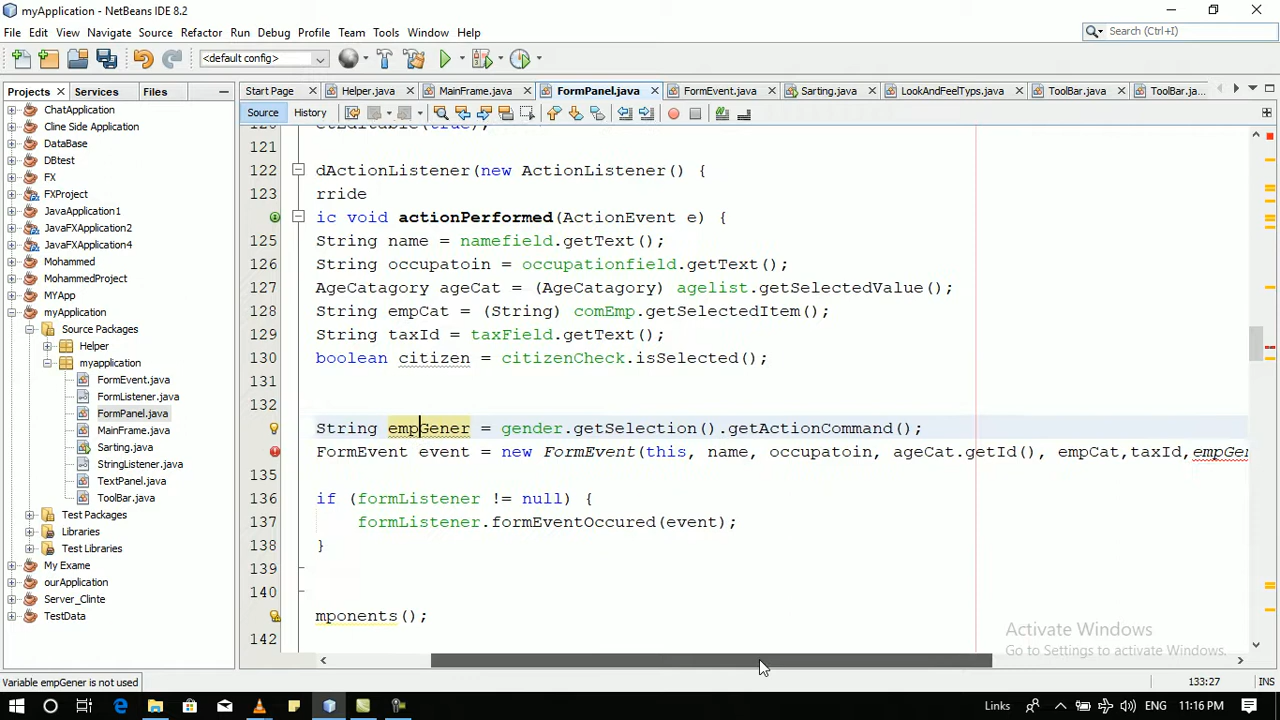 myApplication - NetBeans IDE 8.2
File Edit View Navigate Source Refactor Run Debug Profile Team Tools Window Help
Search (Ctrl+I)
<default config>
Projects Services Files
Start Page Helper.java MainFrame.java FormPanel.java FormEvent.java Sarting.java LookAndFeelTyps.java ToolBar.java ToolBar.ja...
Source History
ChatApplication
Cline Side Application
DataBase
DBtest
FX
FXProject
JavaApplication1
JavaFXApplication2
JavaFXApplication4
Mohammed
MohammedProject
MYApp
myApplication
Source Packages
Helper
myapplication
FormEvent.java
FormListener.java
FormPanel.java
MainFrame.java
Sarting.java
StringListener.java
TextPanel.java
ToolBar.java
Test Packages
Libraries
Test Libraries
My Exame
ourApplication
Server_Clinte
TestData
120 etEditable(true);
121
122 dActionListener(new ActionListener() {
123 rride
ic void actionPerformed(ActionEvent e) {
125 String name = namefield.getText();
126 String occupatoin = occupationfield.getText();
127 AgeCatagory ageCat = (AgeCatagory) agelist.getSelectedValue();
128 String empCat = (String) comEmp.getSelectedItem();
129 String taxId = taxField.getText();
130 boolean citizen = citizenCheck.isSelected();
131
132
String empGener = gender.getSelection().getActionCommand();
FormEvent event = new FormEvent(this, name, occupatoin, ageCat.getId(), empCat,taxId,empGer
135
136 if (formListener != null) {
137 formListener.formEventOccured(event);
138 }
139
140
mponents();
142
Activate Windows
Go to Settings to activate Windows.
Variable empGener is not used
133:27
INS
Links
ENG
11:16 PM